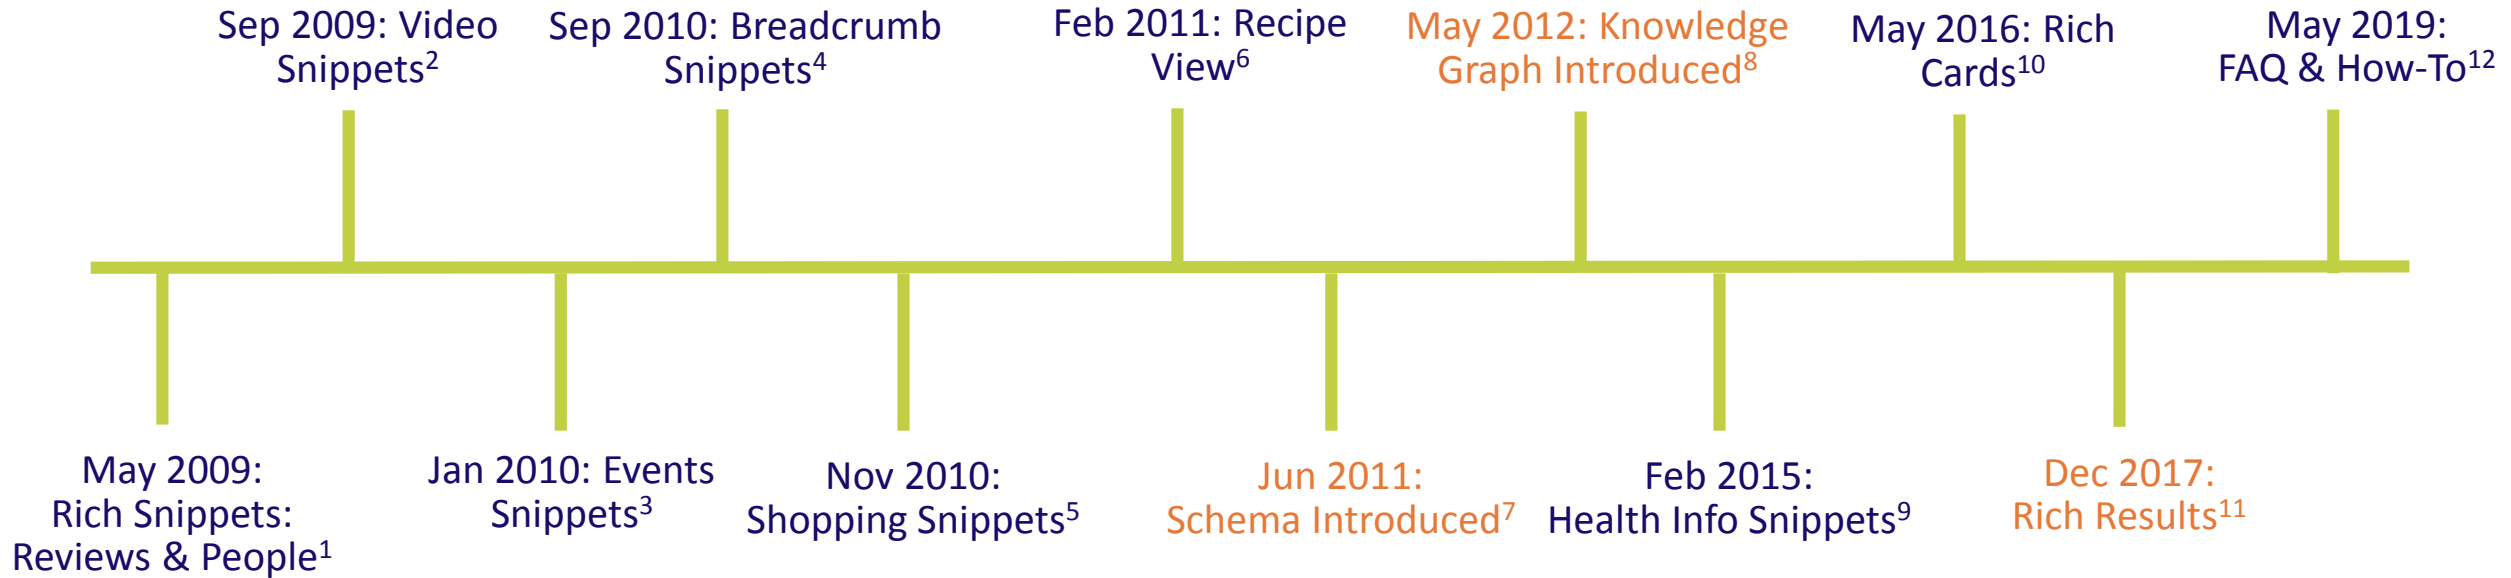 Sep 2009: Video
Snippets²
Sep 2010: Breadcrumb
Snippets⁴
Feb 2011: Recipe
View⁶
May 2012: Knowledge
Graph Introduced⁸
May 2016: Rich
Cards¹⁰
May 2019:
FAQ & How-To¹²
May 2009:
Rich Snippets:
Reviews & People¹
Jan 2010: Events
Snippets³
Nov 2010:
Shopping Snippets⁵
Jun 2011:
Schema Introduced⁷
Feb 2015:
Health Info Snippets⁹
Dec 2017:
Rich Results¹¹